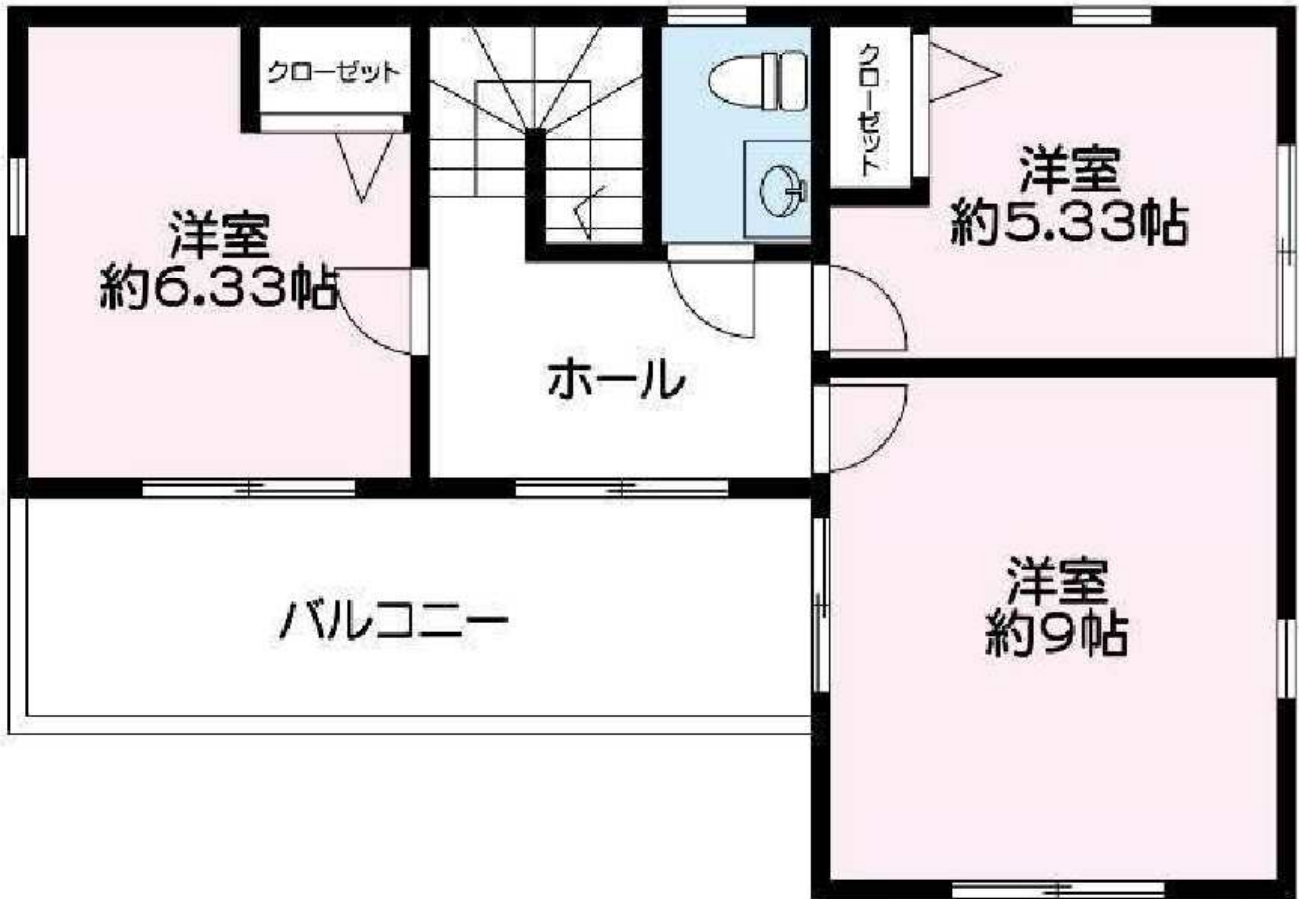 クローゼット
クローゼット
洋室
約6.33帖
洋室
約5.33帖
ホール
バルコニー
洋室
約9帖